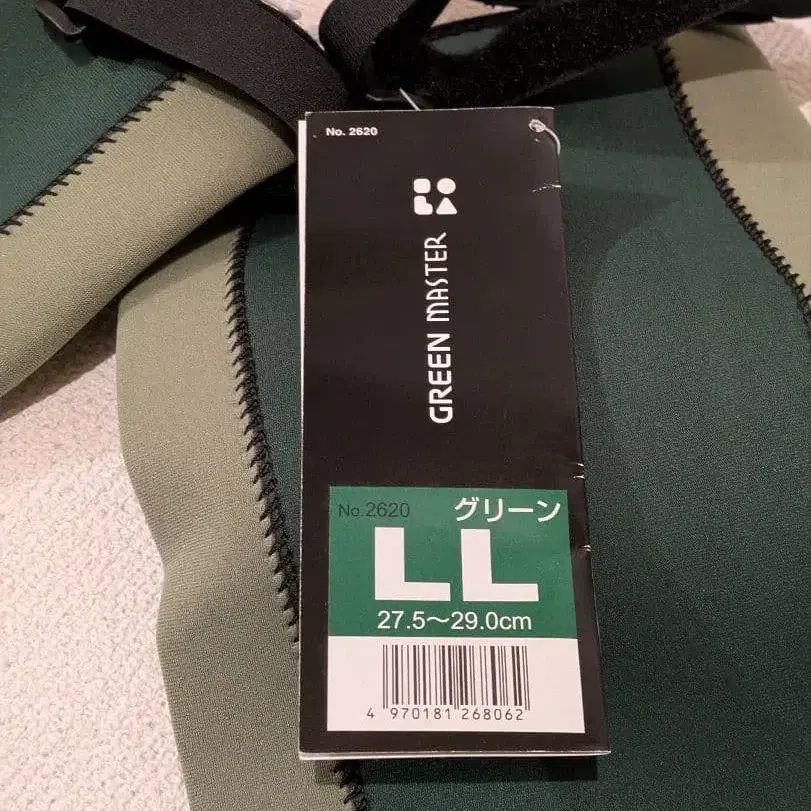 No. 2620
GREEN MASTER
No.2620 グリーン
LL
27.5～29.0cm
4 970181 268062